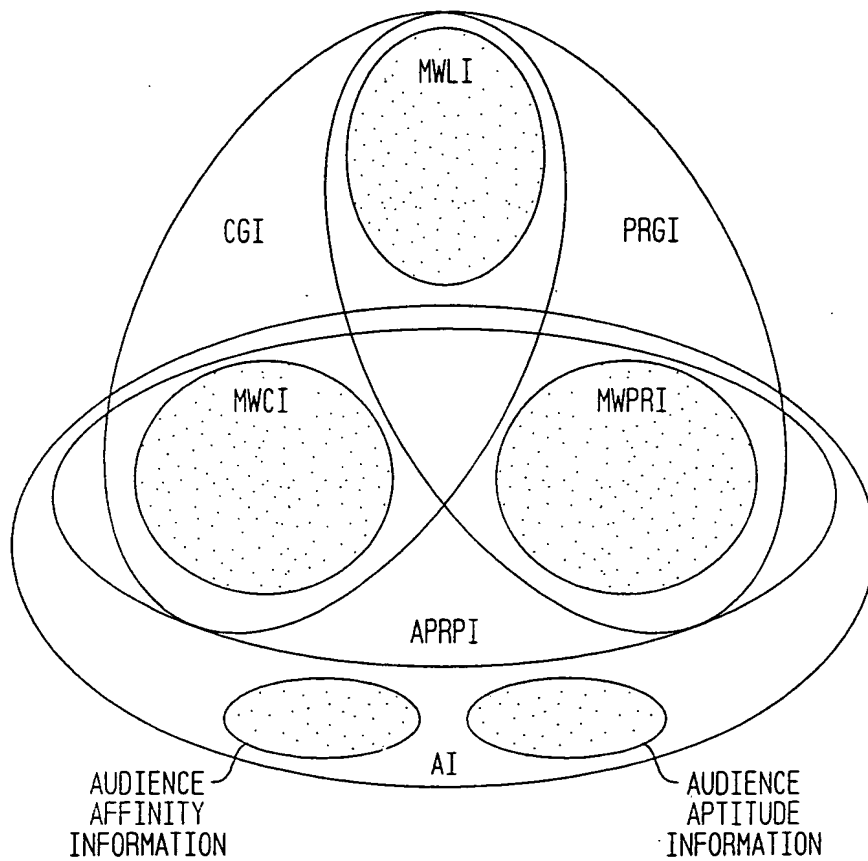 MWLI
CGI
PRGI
MWCI
MWPRI
APRPI
AI
AUDIENCE
AFFINITY
INFORMATION
AUDIENCE
APTITUDE
INFORMATION